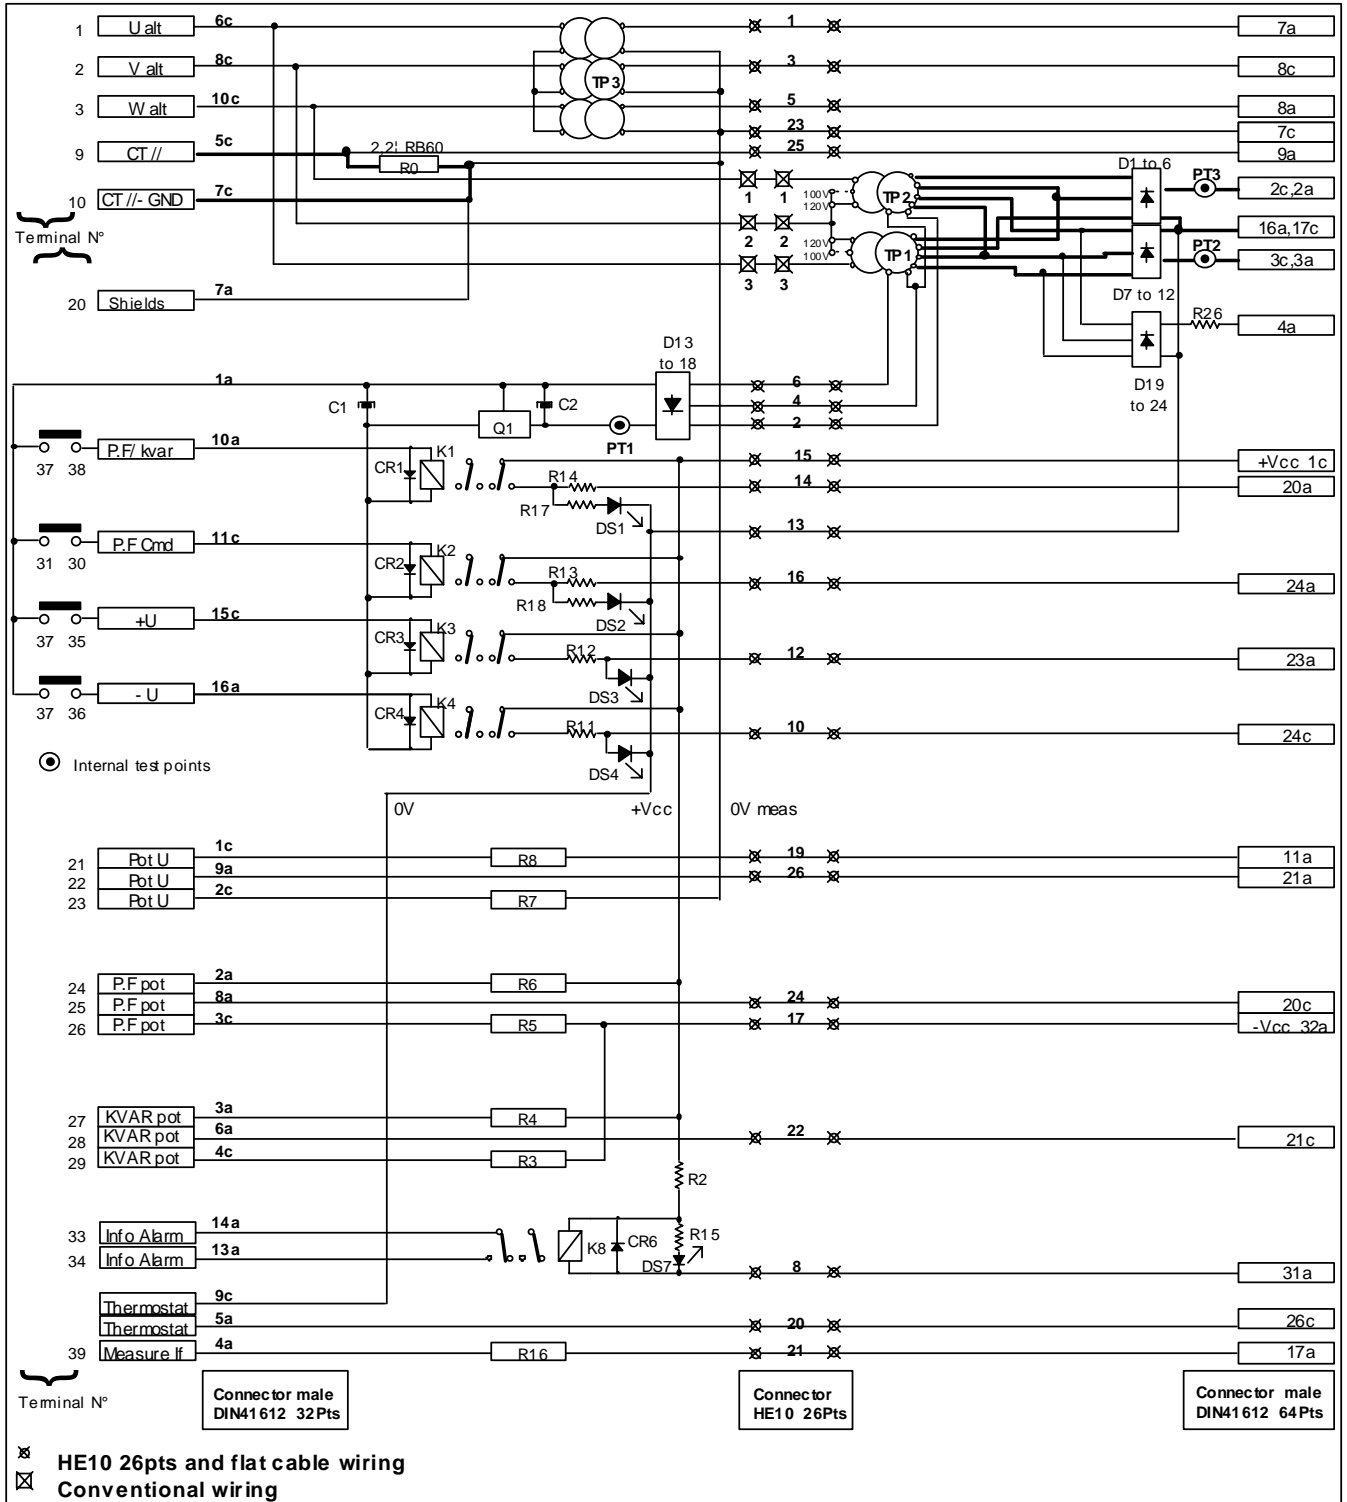 1 U alt 6c 1 7a
2 V alt 8c 3 8c
TP3
3 W alt 10c 5 8a
23 7c
9 CT // 5c 2,2¦ RB60 25 9a
R0
D1 to 6
PT3
10 CT //- GND 7c 1 1 100V 120V TP2 2c,2a
Terminal N°
2 2 16a,17c
120V 100V TP1 PT2 3c,3a
3 3
20 Shields 7a
D7 to 12
R26 4a
D13 to 18
D19 to 24
1a 6
C1 C2 4
Q1 2
PT1
37 38 P.F/ kvar 10a CR1 K1 15 +Vcc 1c
R14 14 20a
R17 DS1
13
31 30 P.F Cmd 11c CR2 K2
R13 16 24a
R18 DS2
37 35 +U 15c CR3 K3
R12 12 23a
DS3
37 36 - U 16a CR4 K4
R11 10 24c
DS4
Internal test points
0V +Vcc 0V meas
21 Pot U 1c R8 19 11a
22 Pot U 9a 26 21a
23 Pot U 2c R7
24 P.F pot 2a R6
25 P.F pot 8a 24 20c
26 P.F pot 3c R5 17 -Vcc 32a
27 KVAR pot 3a R4
28 KVAR pot 6a 22 21c
29 KVAR pot 4c R3
R2
33 Info Alarm 14a
K8 CR6 R15
34 Info Alarm 13a
DS7 8 31a
Thermostat 9c
Thermostat 5a 20 26c
39 Measure If 4a R16 21 17a
Terminal N°
Connector male
DIN41612 32Pts
Connector
HE10 26Pts
Connector male
DIN41612 64Pts
HE10 26pts and flat cable wiring
Conventional wiring